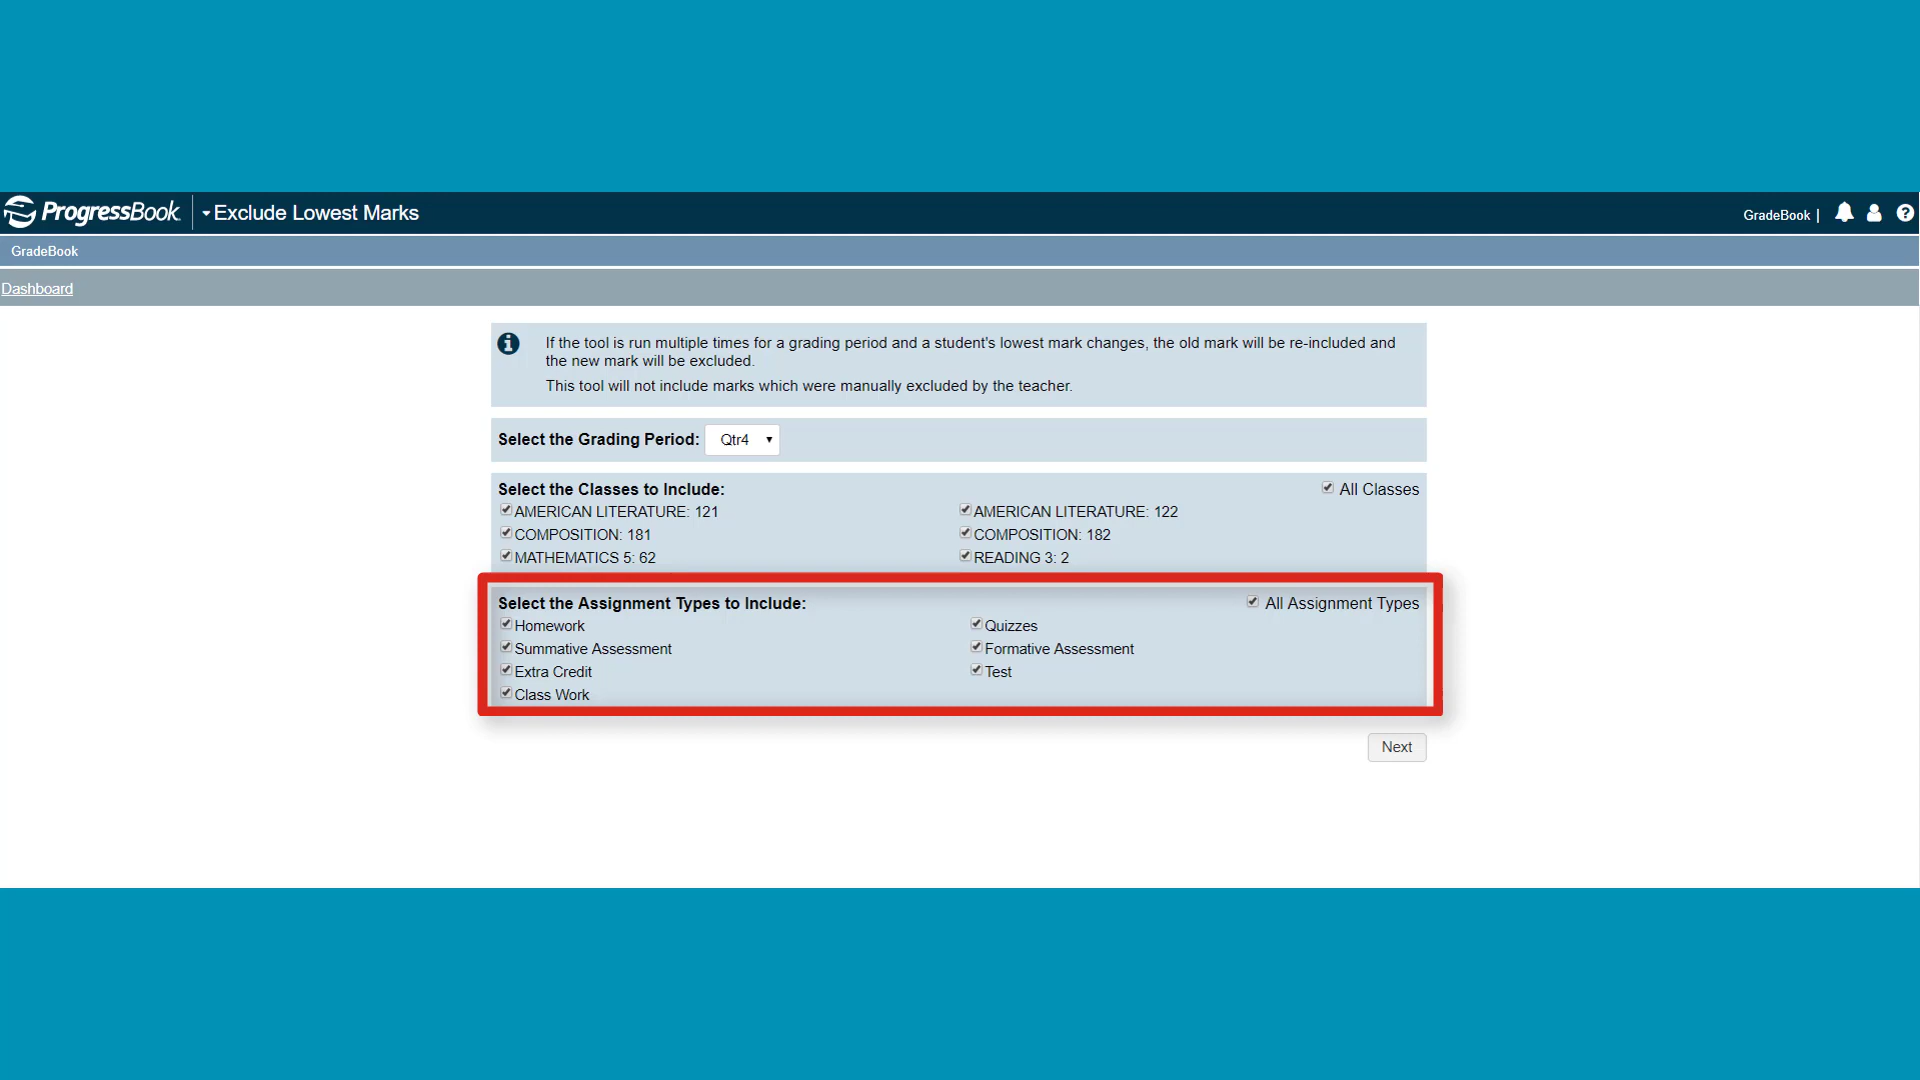 ProgressBook Exclude Lowest Marks GradeBook |
GradeBook
Dashboard
If the tool is run multiple times for a grading period and a student's lowest mark changes, the old mark will be re-included and
the new mark will be excluded.
This tool will not include marks which were manually excluded by the teacher.
Select the Grading Period: Qtr4
Select the Classes to Include: All Classes
AMERICAN LITERATURE: 121 AMERICAN LITERATURE: 122
COMPOSITION: 181 COMPOSITION: 182
MATHEMATICS 5: 62 READING 3: 2
Select the Assignment Types to Include: All Assignment Types
Homework Quizzes
Summative Assessment Formative Assessment
Extra Credit Test
Class Work
Next